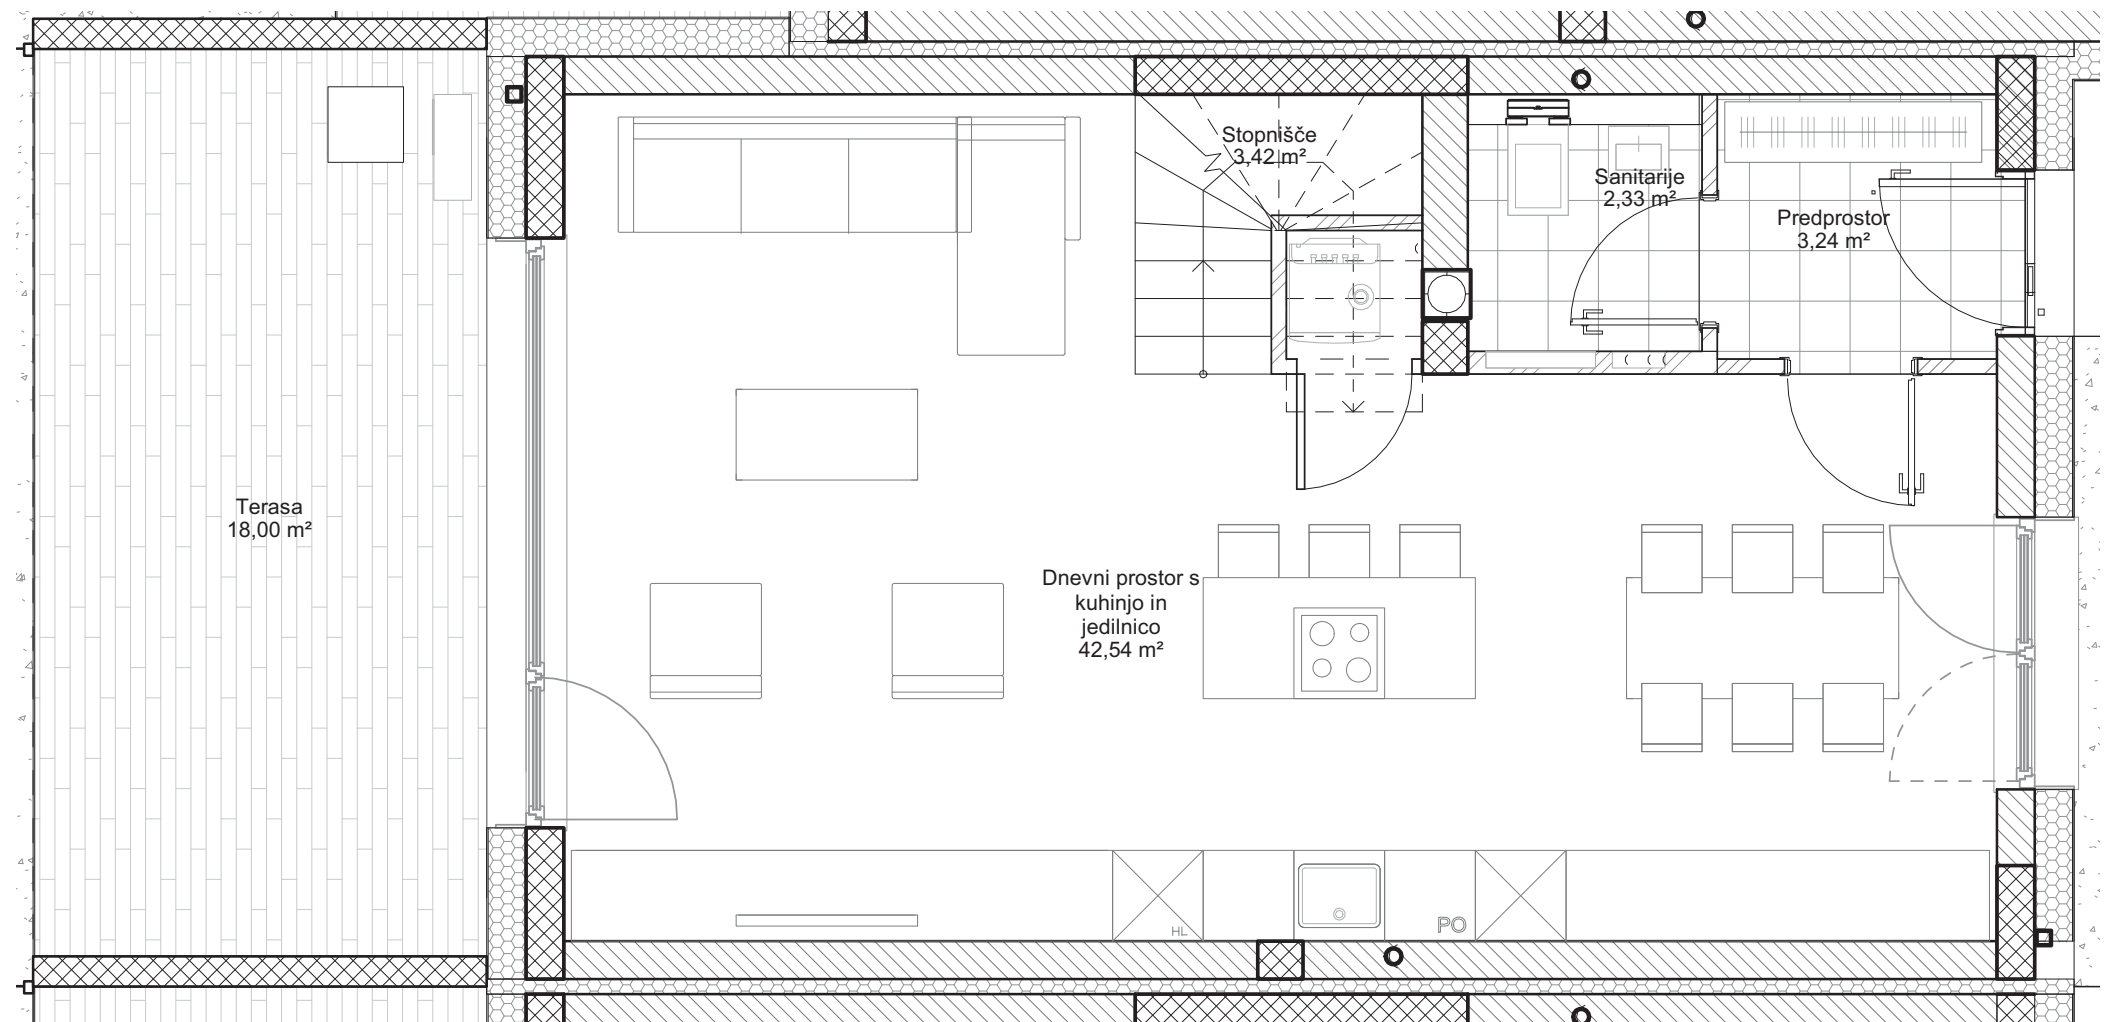 Stopnišče
3,42 m²
Sanitarije
2,33 m²
Predprostor
3,24 m²
Terasa
18,00 m²
Dnevni prostor s
kuhinjo in
jedilnico
42,54 m²
HL
PO